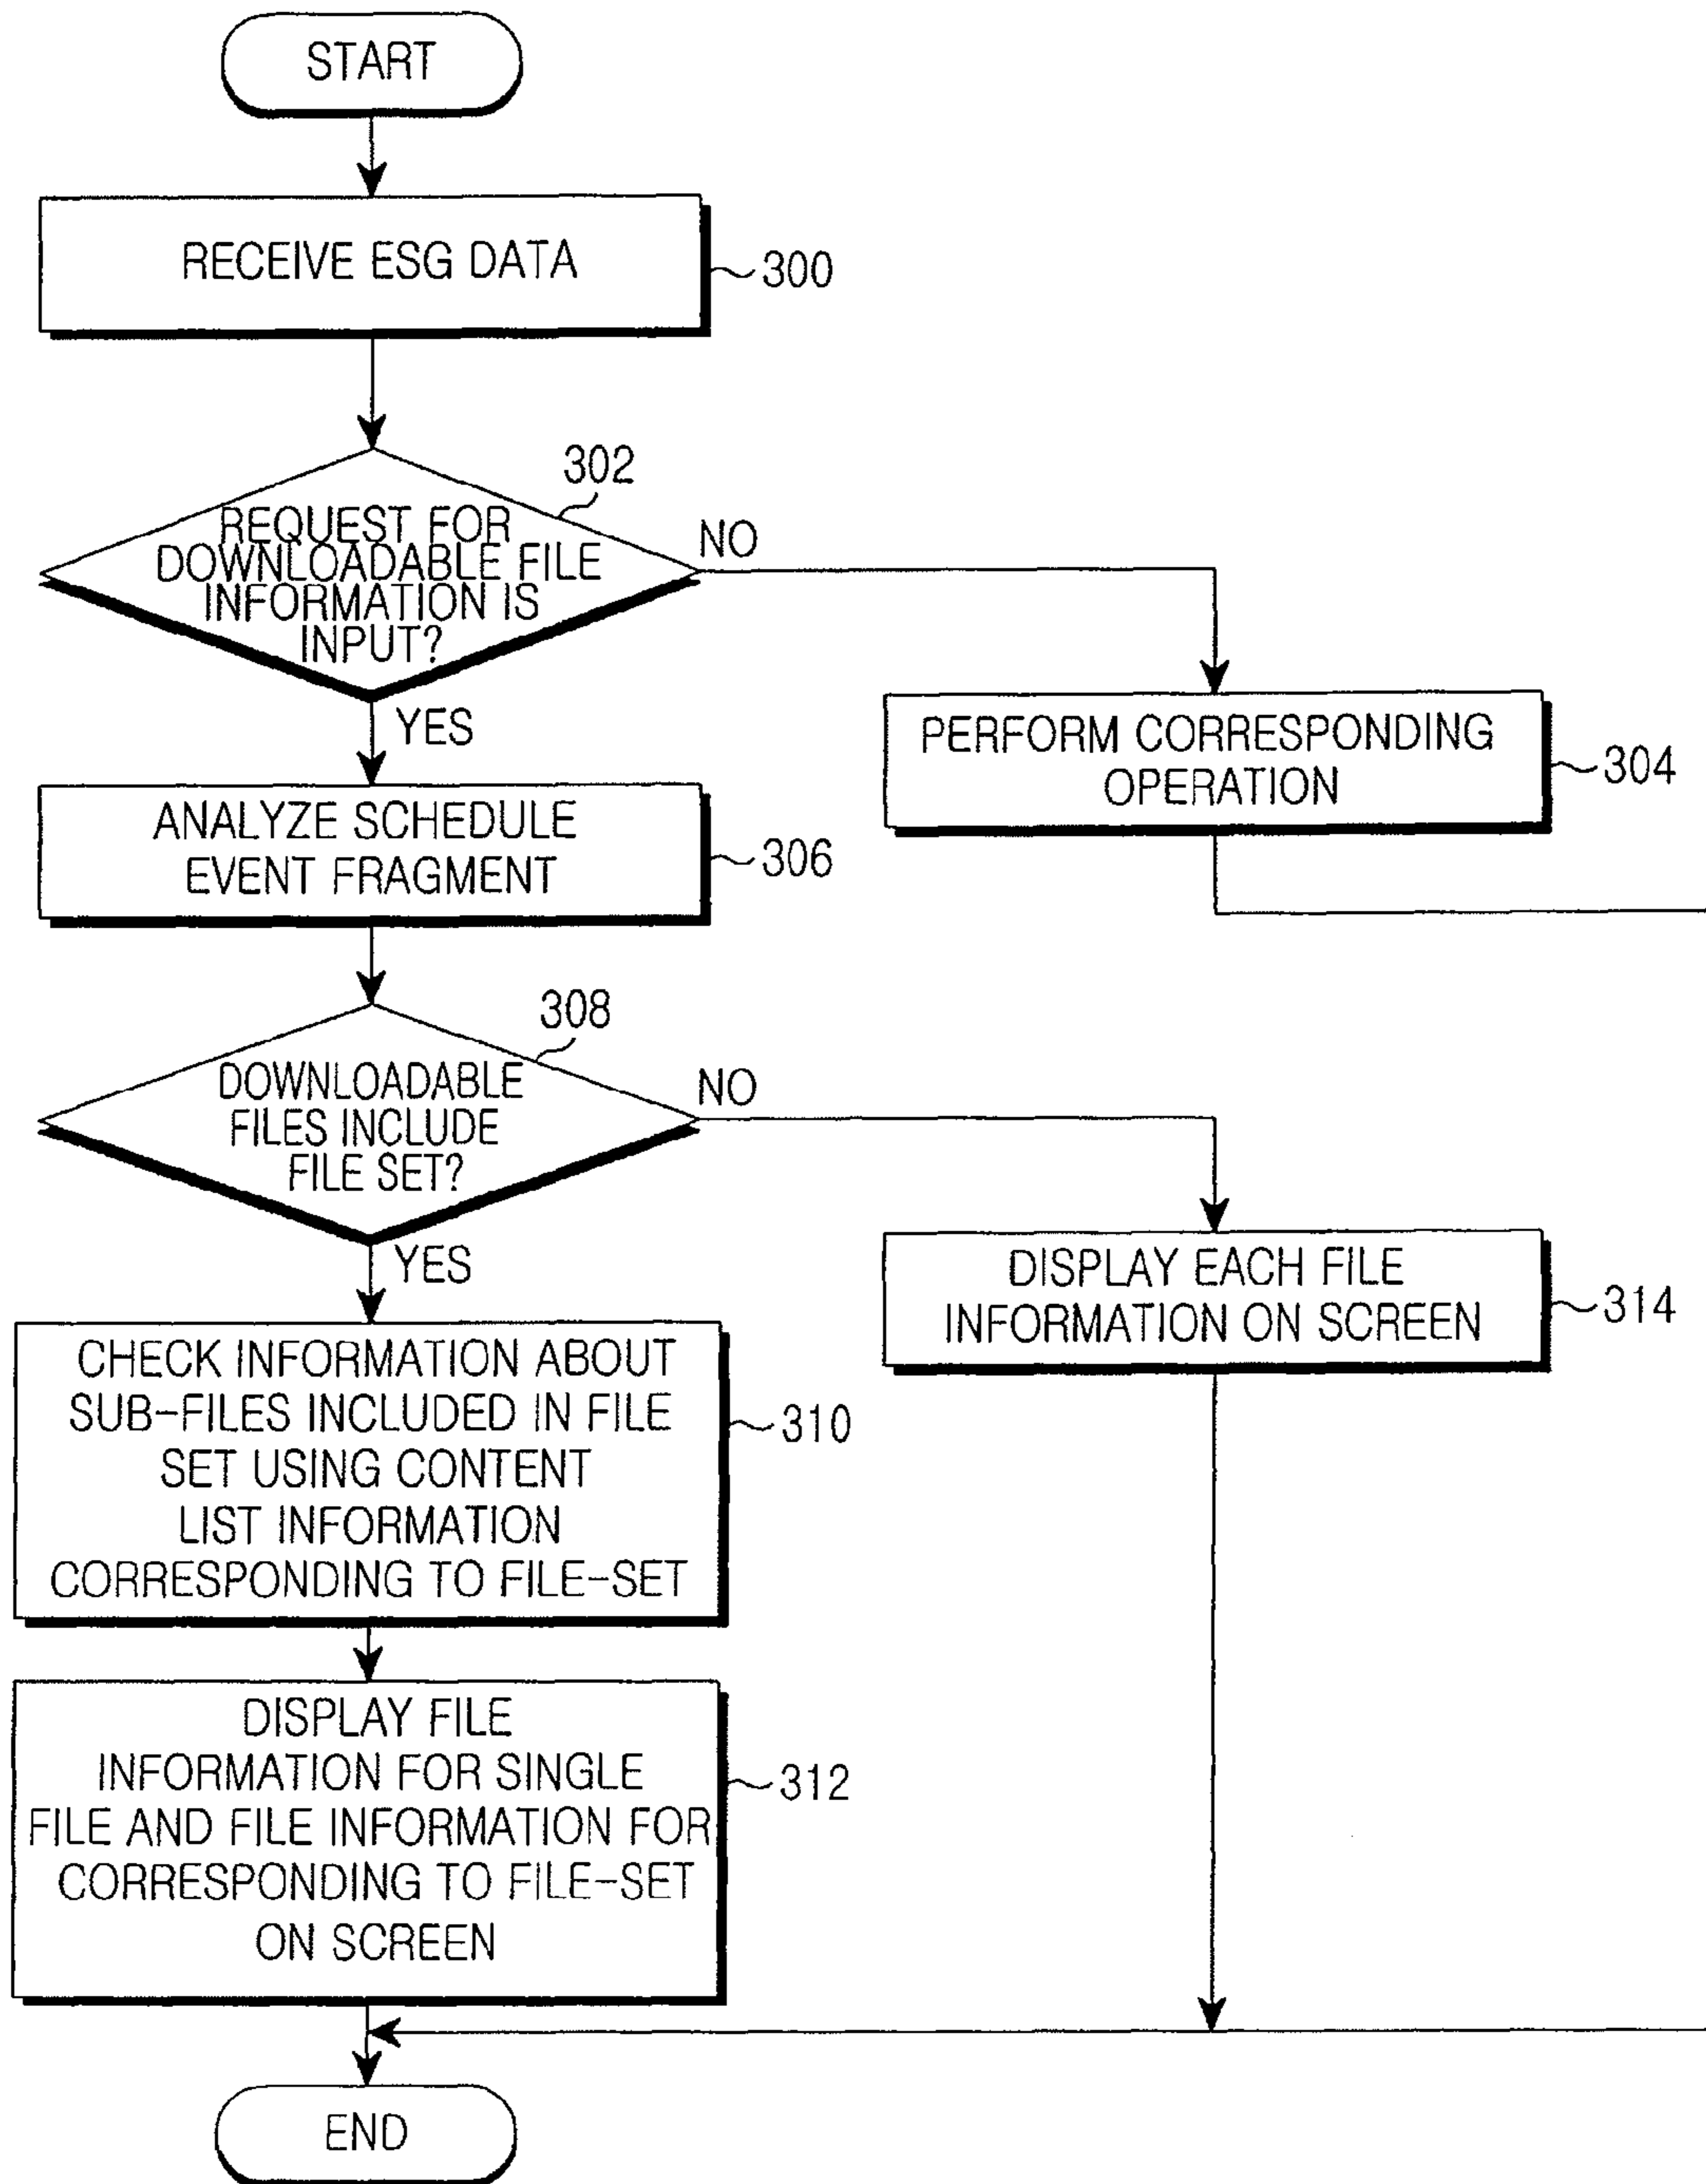 START
RECEIVE ESG DATA
300
302
REQUEST FOR
DOWNLOADABLE FILE
INFORMATION IS
INPUT?
NO
YES
PERFORM CORRESPONDING
OPERATION
304
ANALYZE SCHEDULE
EVENT FRAGMENT
306
308
DOWNLOADABLE
FILES INCLUDE
FILE SET?
NO
YES
DISPLAY EACH FILE
INFORMATION ON SCREEN
314
CHECK INFORMATION ABOUT
SUB-FILES INCLUDED IN FILE
SET USING CONTENT
LIST INFORMATION
CORRESPONDING TO FILE-SET
310
DISPLAY FILE
INFORMATION FOR SINGLE
FILE AND FILE INFORMATION FOR
CORRESPONDING TO FILE-SET
ON SCREEN
312
END